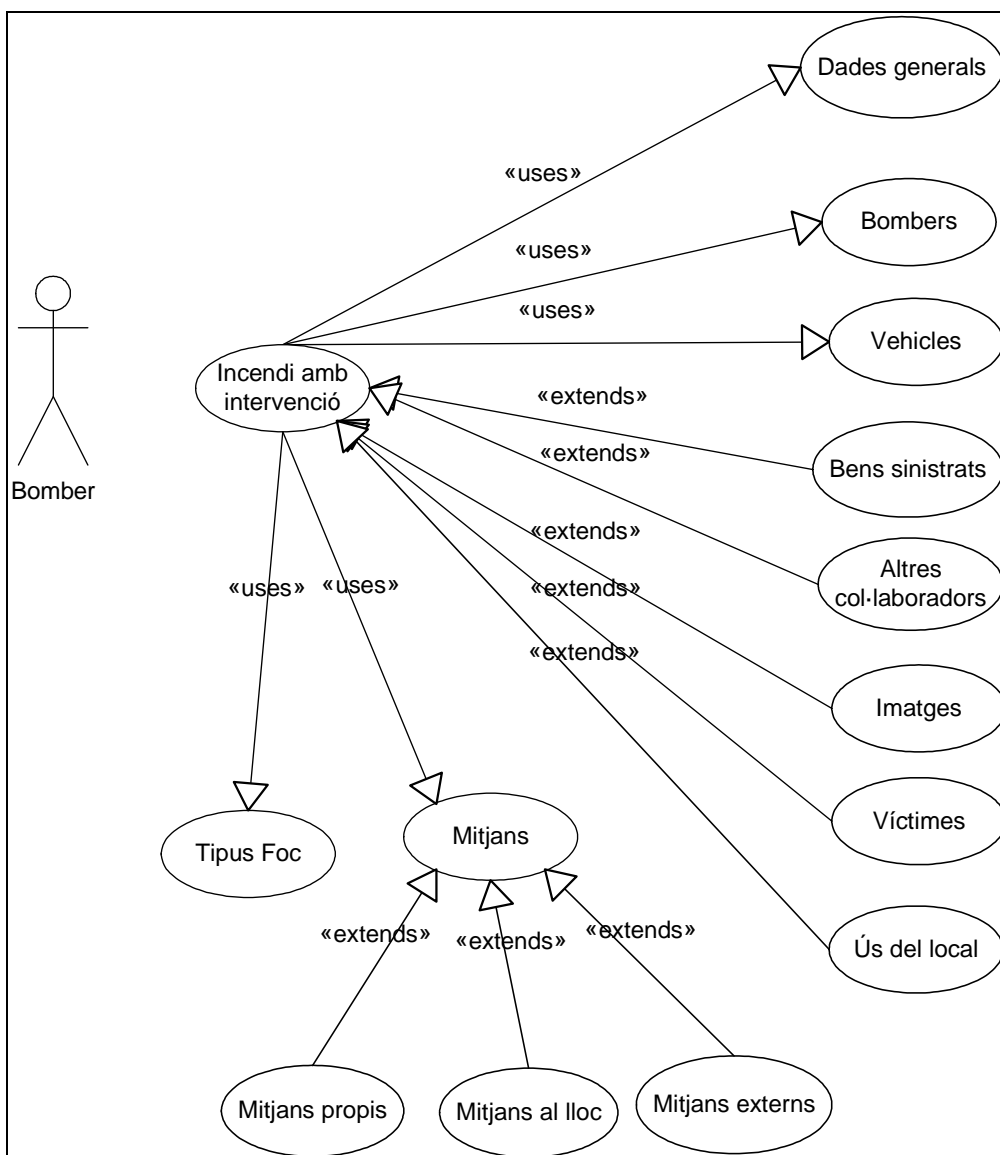 Dades generals
«uses»
Bombers
«uses»
«uses»
Vehicles
Incendi amb
intervenció
«extends»
Bens sinistrats
«extends»
Bomber
«extends»
Altres
col·laboradors
«uses»
«uses»
«extends»
«extends»
Imatges
Víctimes
Tipus Foc
Mitjans
«extends»
«extends»
«extends»
Ús del local
Mitjans propis
Mitjans al lloc
Mitjans externs